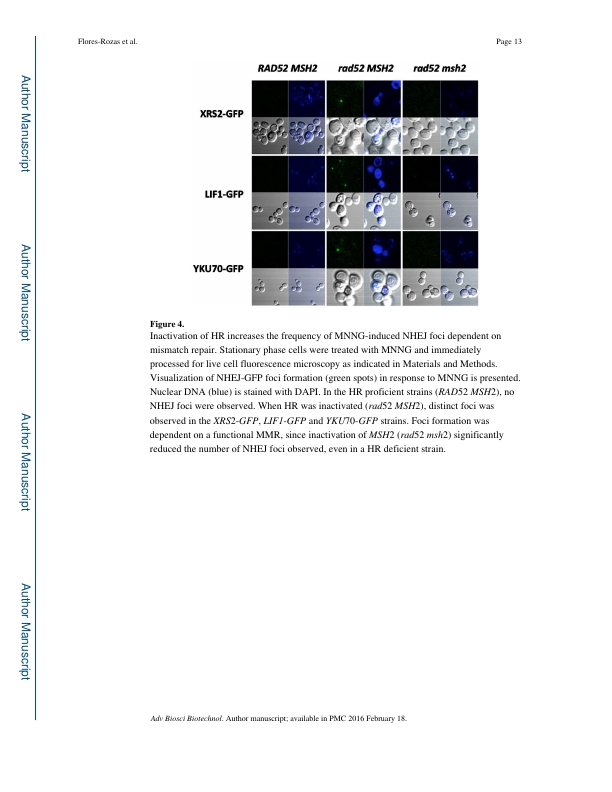 Flores-Rozas et al.
Page 13
Author Manuscript
Author Manuscript
Author Manuscript
Author Manuscript
RAD52 MSH2
rad52 MSH2
rad52 msh2
XRS2-GFP
LIF1-GFP
YKU70-GFP
Figure 4.
Inactivation of HR increases the frequency of MNNG-induced NHEJ foci dependent on
mismatch repair. Stationary phase cells were treated with MNNG and immediately
processed for live cell fluorescence microscopy as indicated in Materials and Methods.
Visualization of NHEJ-GFP foci formation (green spots) in response to MNNG is presented.
Nuclear DNA (blue) is stained with DAPI. In the HR proficient strains (RAD52 MSH2), no
NHEJ foci were observed. When HR was inactivated (rad52 MSH2), distinct foci was
observed in the XRS2-GFP, LIF1-GFP and YKU70-GFP strains. Foci formation was
dependent on a functional MMR, since inactivation of MSH2 (rad52 msh2) significantly
reduced the number of NHEJ foci observed, even in a HR deficient strain.
Adv Biosci Biotechnol. Author manuscript; available in PMC 2016 February 18.